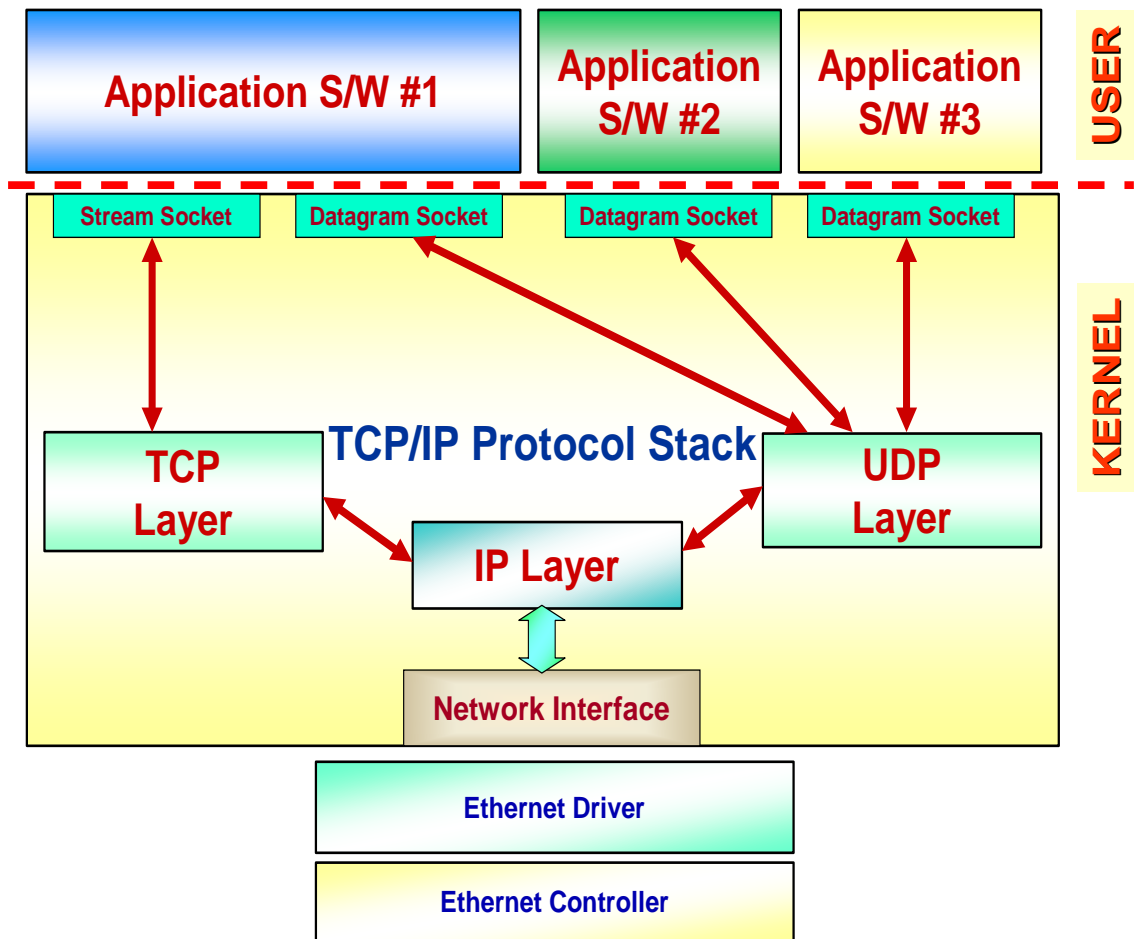 Application S/W #1
Application
S/W #2
Application
S/W #3
USER
Stream Socket
Datagram Socket
Datagram Socket
Datagram Socket
KERNEL
TCP/IP Protocol Stack
TCP
Layer
UDP
Layer
IP Layer
Network Interface
Ethernet Driver
Ethernet Controller